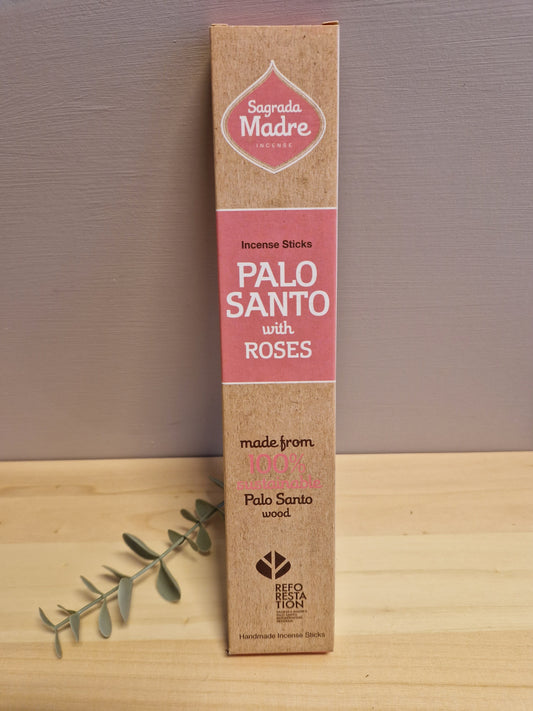 Sagrada
Madre
INCENSE
Incense Sticks
PALO
SANTO
with
ROSES
made from
100%
sustainable
Palo Santo
wood
REFO
RESTA
TION
Handmade Incense Sticks